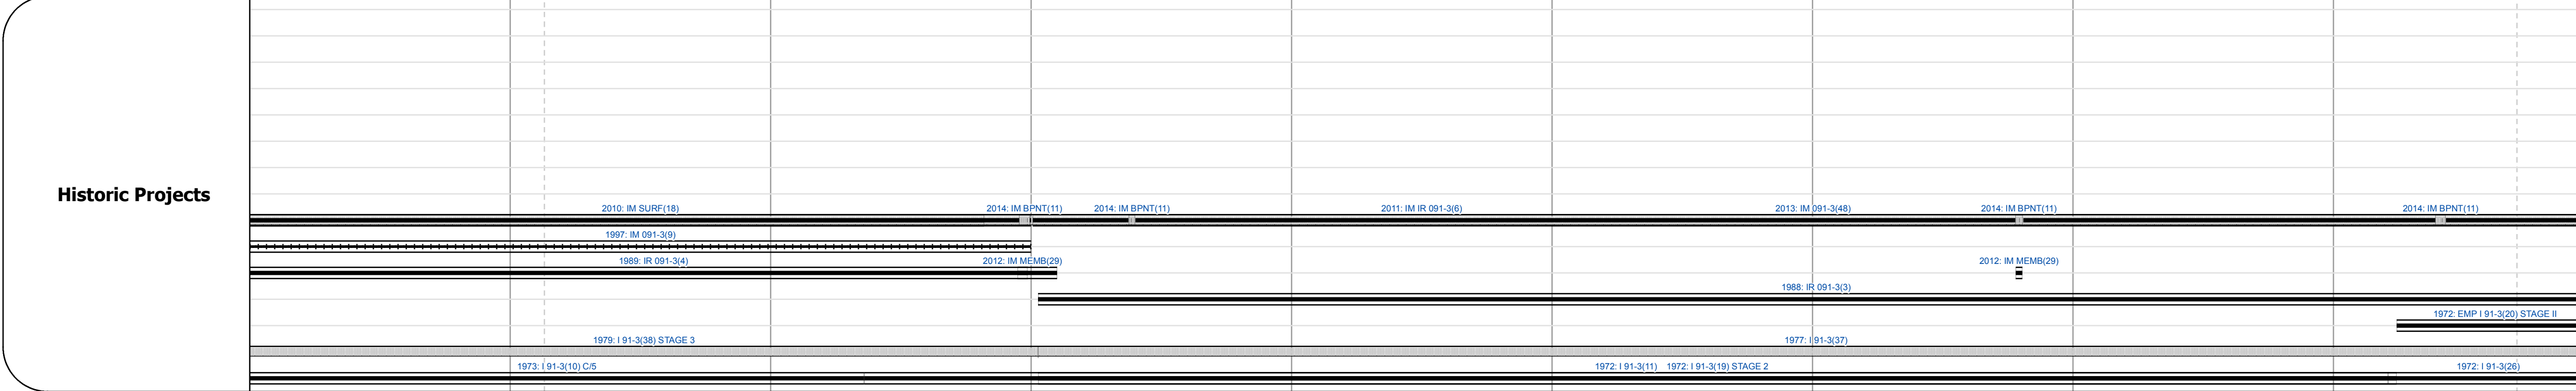 Historic Projects
2010: IM SURF(18) 2014: IM BPNT(11) 2014: IM BPNT(11) 2011: IM IR 091-3(6) 2013: IM 091-3(48) 2014: IM BPNT(11) 2014: IM BPNT(11)
1997: IM 091-3(9)
1989: IR 091-3(4) 2012: IM MEMB(29) 2012: IM MEMB(29)
1988: IR 091-3(3)
1972: EMP I 91-3(20) STAGE II
1979: I 91-3(38) STAGE 3 1977: I 91-3(37)
1973: I 91-3(10) C/5 1972: I 91-3(11) 1972: I 91-3(19) STAGE 2 1972: I 91-3(26)